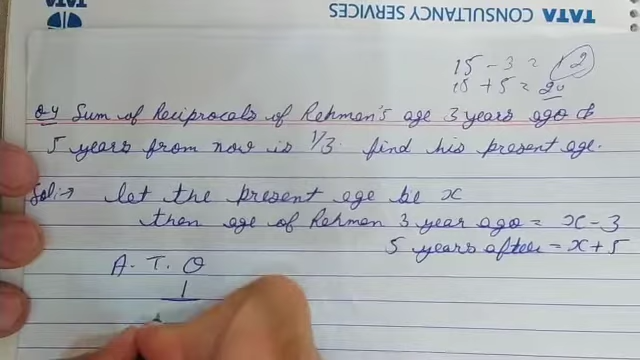 TATA CONSULTANCY SERVICES
TATA
15 - 3 = 12
15 + 5 = 20
Q4 Sum of Reciprocals of Rehman's age 3 years ago &
5 years from now is 1/3. find his present age.
Sol:→ let the present age be x
then age of Rehman 3 year ago = x-3
5 years after = x+5
A. T. Q
1